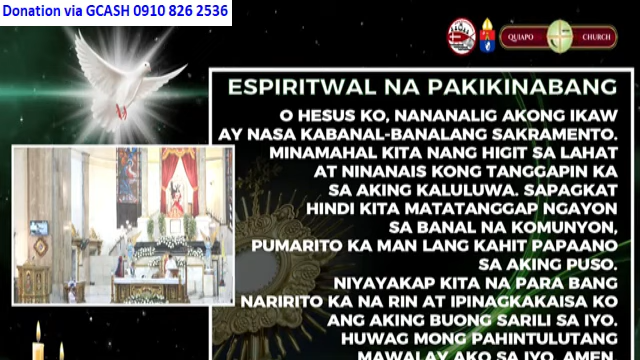 Donation via GCASH 0910 826 2536
QUIAPO CHURCH
ESPIRITWAL NA PAKIKINABANG
O HESUS KO, NANANALIG AKONG IKAW
AY NASA KABANAL-BANALANG SAKRAMENTO.
MINAMAHAL KITA NANG HIGIT SA LAHAT
AT NINANAIS KONG TANGGAPIN KA
SA AKING KALULUWA. SAPAGKAT
HINDI KITA MATATANGGAP NGAYON
SA BANAL NA KOMUNYON,
PUMARITO KA MAN LANG KAHIT PAPAANO
SA AKING PUSO.
NIYAYAKAP KITA NA PARA BANG
NARIRITO KA NA RIN AT IPINAGKAKAISA KO
ANG AKING BUONG SARILI SA IYO.
HUWAG MONG PAHINTULUTANG
MAWALAY AKO SA IYO. AMEN.